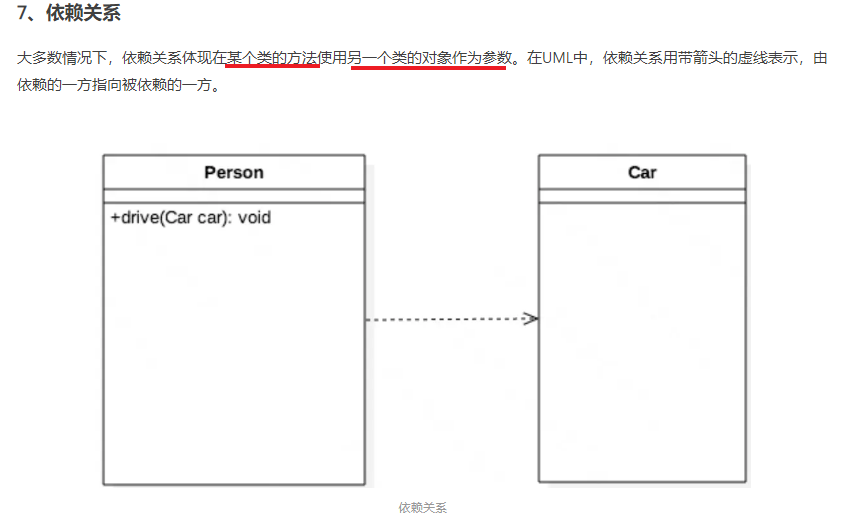 7、依赖关系
大多数情况下，依赖关系体现在某个类的方法使用另一个类的对象作为参数。在UML中，依赖关系用带箭头的虚线表示，由
依赖的一方指向被依赖的一方。
Person
Car
+drive(Car car): void
依赖关系